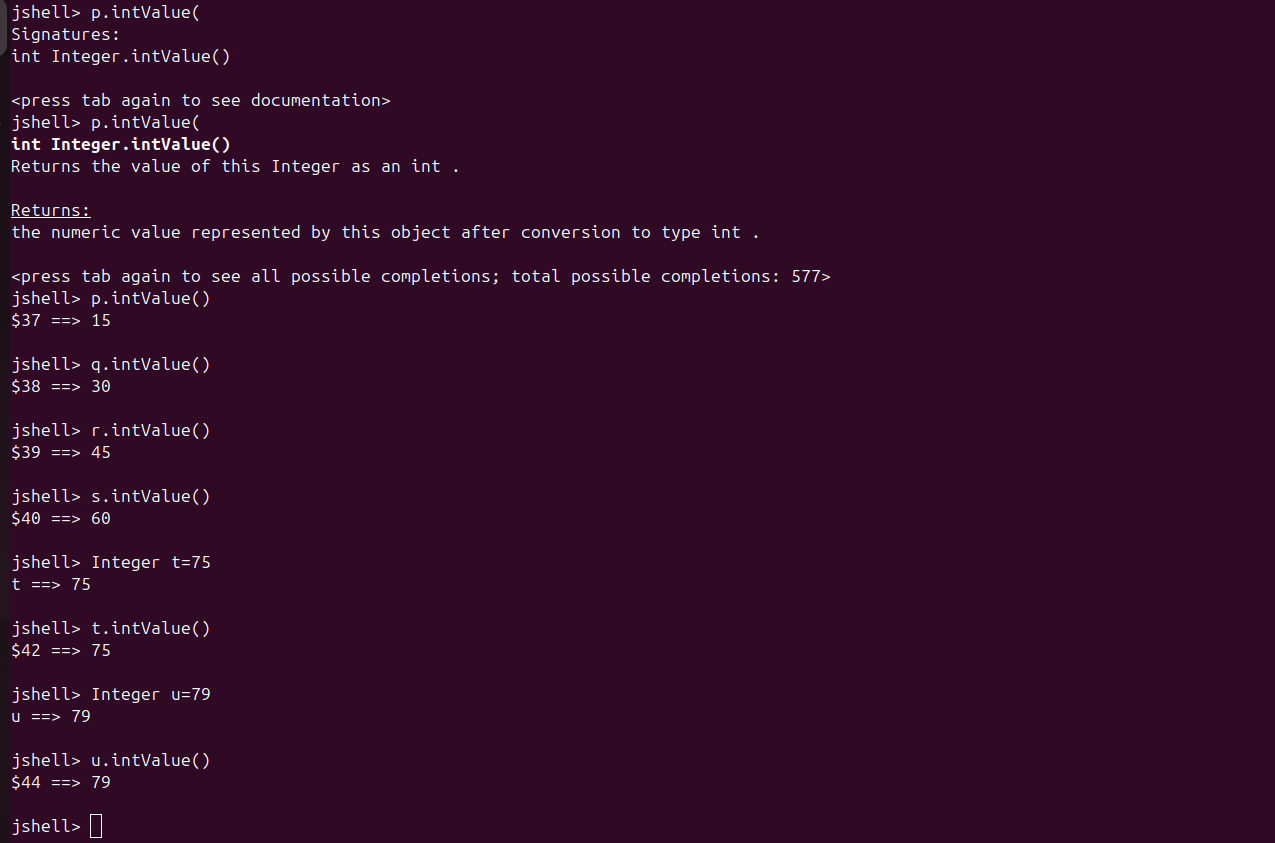 jshell> p.intValue(
Signatures:
int Integer.intValue()
<press tab again to see documentation>
jshell> p.intValue(
int Integer.intValue()
Returns the value of this Integer as an int .
Returns:
the numeric value represented by this object after conversion to type int .
<press tab again to see all possible completions; total possible completions: 577>
jshell> p.intValue()
$37 ==> 15
jshell> q.intValue()
$38 ==> 30
jshell> r.intValue()
$39 ==> 45
jshell> s.intValue()
$40 ==> 60
jshell> Integer t=75
t ==> 75
jshell> t.intValue()
$42 ==> 75
jshell> Integer u=79
u ==> 79
jshell> u.intValue()
$44 ==> 79
jshell>